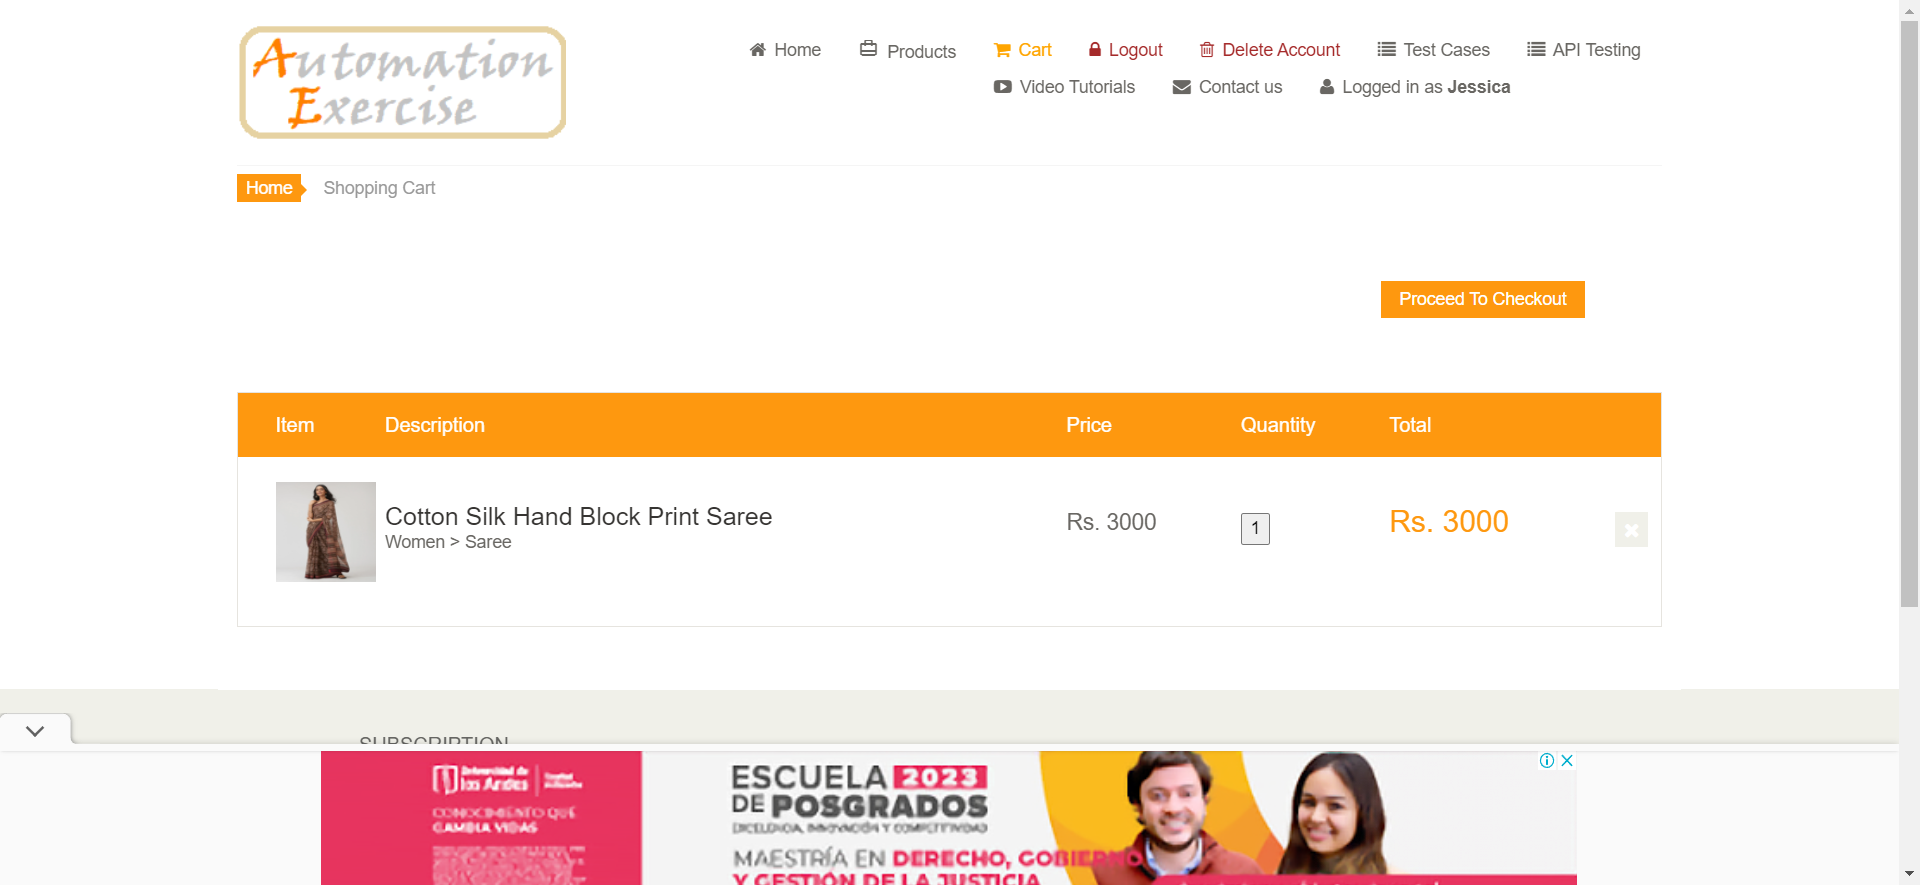 Automation
Exercise
Home Products Cart Logout Delete Account Test Cases API Testing
Video Tutorials Contact us Logged in as Jessica
Home Shopping Cart
Proceed To Checkout
Item Description Price Quantity Total
Cotton Silk Hand Block Print Saree
Women > Saree
Rs. 3000 1 Rs. 3000
SUBSCRIPTION
Universidad de
los Andes
CONOCIMIENTO QUE
CAMBIA VIDAS
ESCUELA 2023
DE POSGRADOS
EXCELENCIA, INNOVACIÓN Y COMPETITIVIDAD
MAESTRÍA EN DERECHO, GOBIERNO
Y GESTIÓN DE LA JUSTICIA